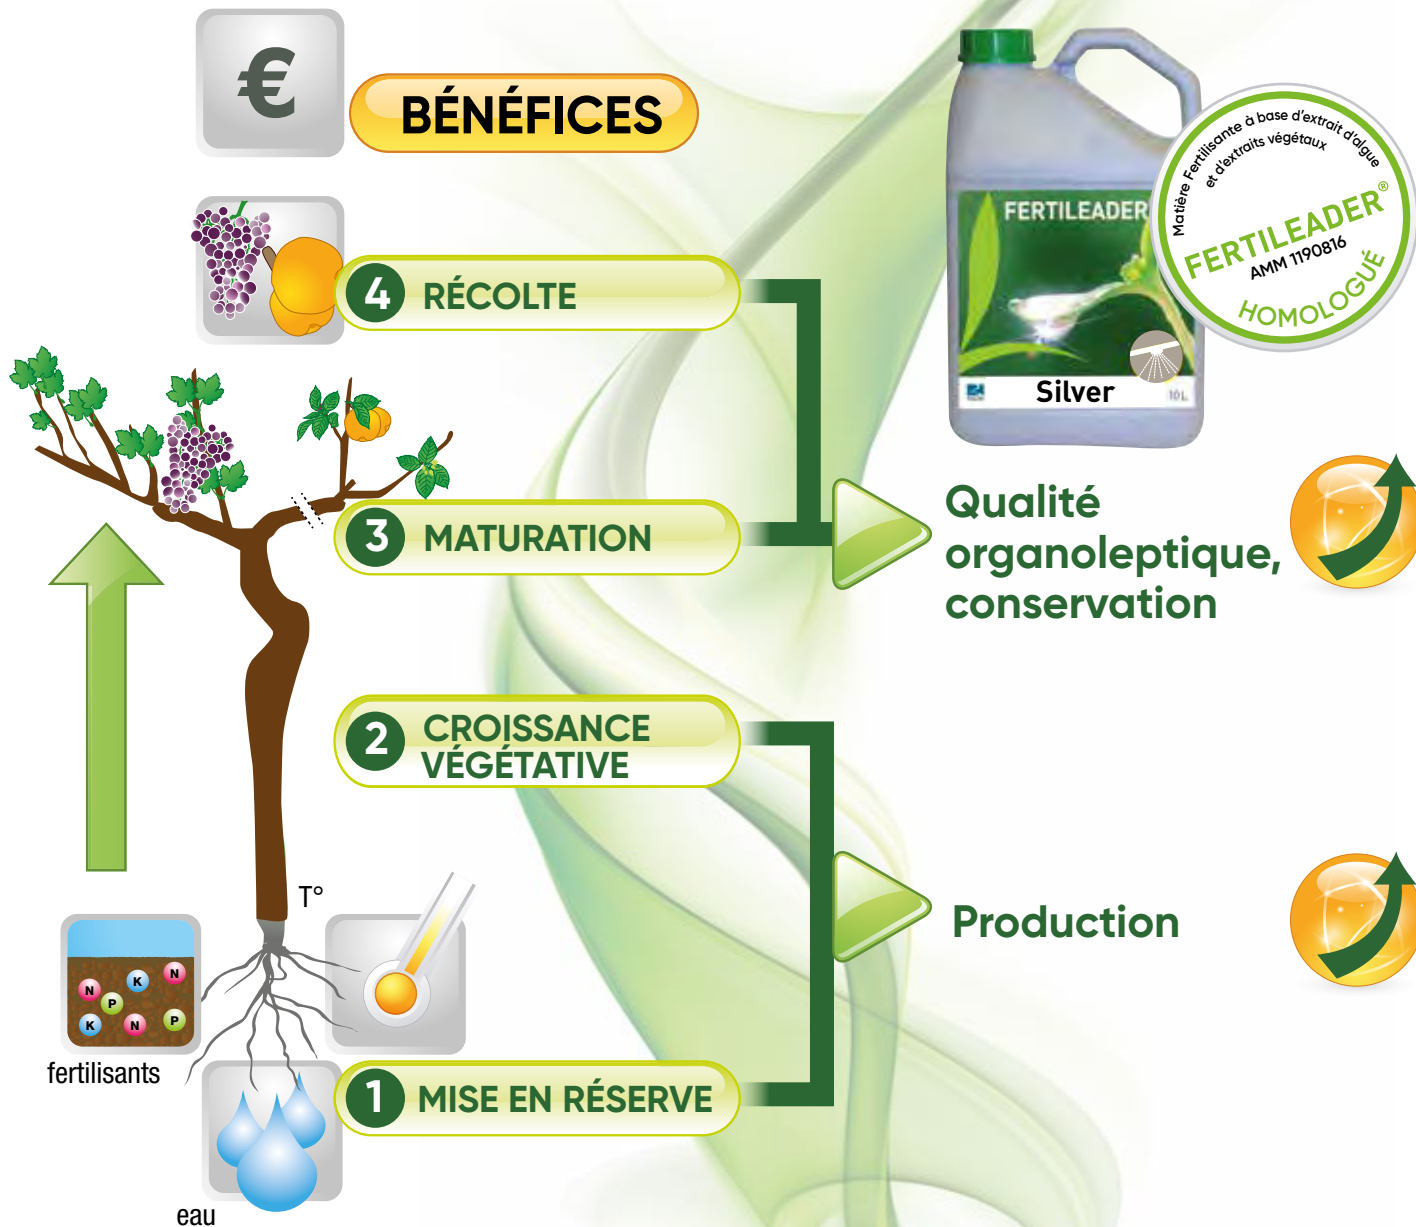 €
BÉNÉFICES
4 RÉCOLTE
3 MATURATION
2 CROISSANCE
VÉGÉTATIVE
1 MISE EN RÉSERVE
T°
N
K
N
P
K
N
P
fertilisants
eau
FERTILEADER
Silver
10 L
Matière Fertilisante à base d'extrait d'algue
et d'extraits végétaux
FERTILEADER®
AMM 1190816
HOMOLOGUÉ
Qualité
organoleptique,
conservation
Production